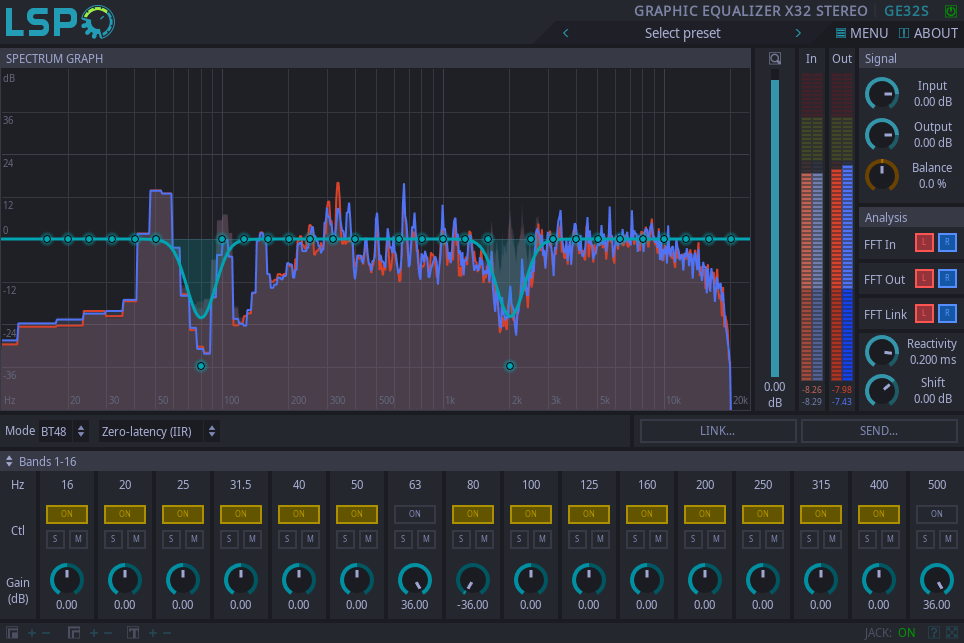 LSP
GRAPHIC EQUALIZER X32 STEREO
GE32S
Select preset
MENU
ABOUT
SPECTRUM GRAPH
In
Out
Signal
dB
36
24
12
0
-12
-24
-36
Hz
20
30
50
100
200
300
500
1k
2k
3k
5k
10k
20k
0.00
dB
-8.26
-8.29
-7.98
-7.43
Input
0.00 dB
Output
0.00 dB
Balance
0.0 %
Analysis
FFT In L R
FFT Out L R
FFT Link L R
Reactivity
0.200 ms
Shift
0.00 dB
Mode BT48 Zero-latency (IIR)
LINK...
SEND...
Bands 1-16
Hz 16 20 25 31.5 40 50 63 80 100 125 160 200 250 315 400 500
ON ON ON ON ON ON ON ON ON ON ON ON ON ON ON ON
Ctl
S M S M S M S M S M S M S M S M S M S M S M S M S M S M S M S M
Gain
(dB)
0.00 0.00 0.00 0.00 0.00 0.00 36.00 -36.00 0.00 0.00 0.00 0.00 0.00 0.00 0.00 36.00
JACK: ON